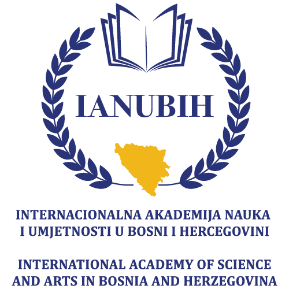 IANUBIH
INTERNACIONALNA AKADEMIJA NAUKA
I UMJETNOSTI U BOSNI I HERCEGOVINI
INTERNATIONAL ACADEMY OF SCIENCE
AND ARTS IN BOSNIA AND HERZEGOVINA